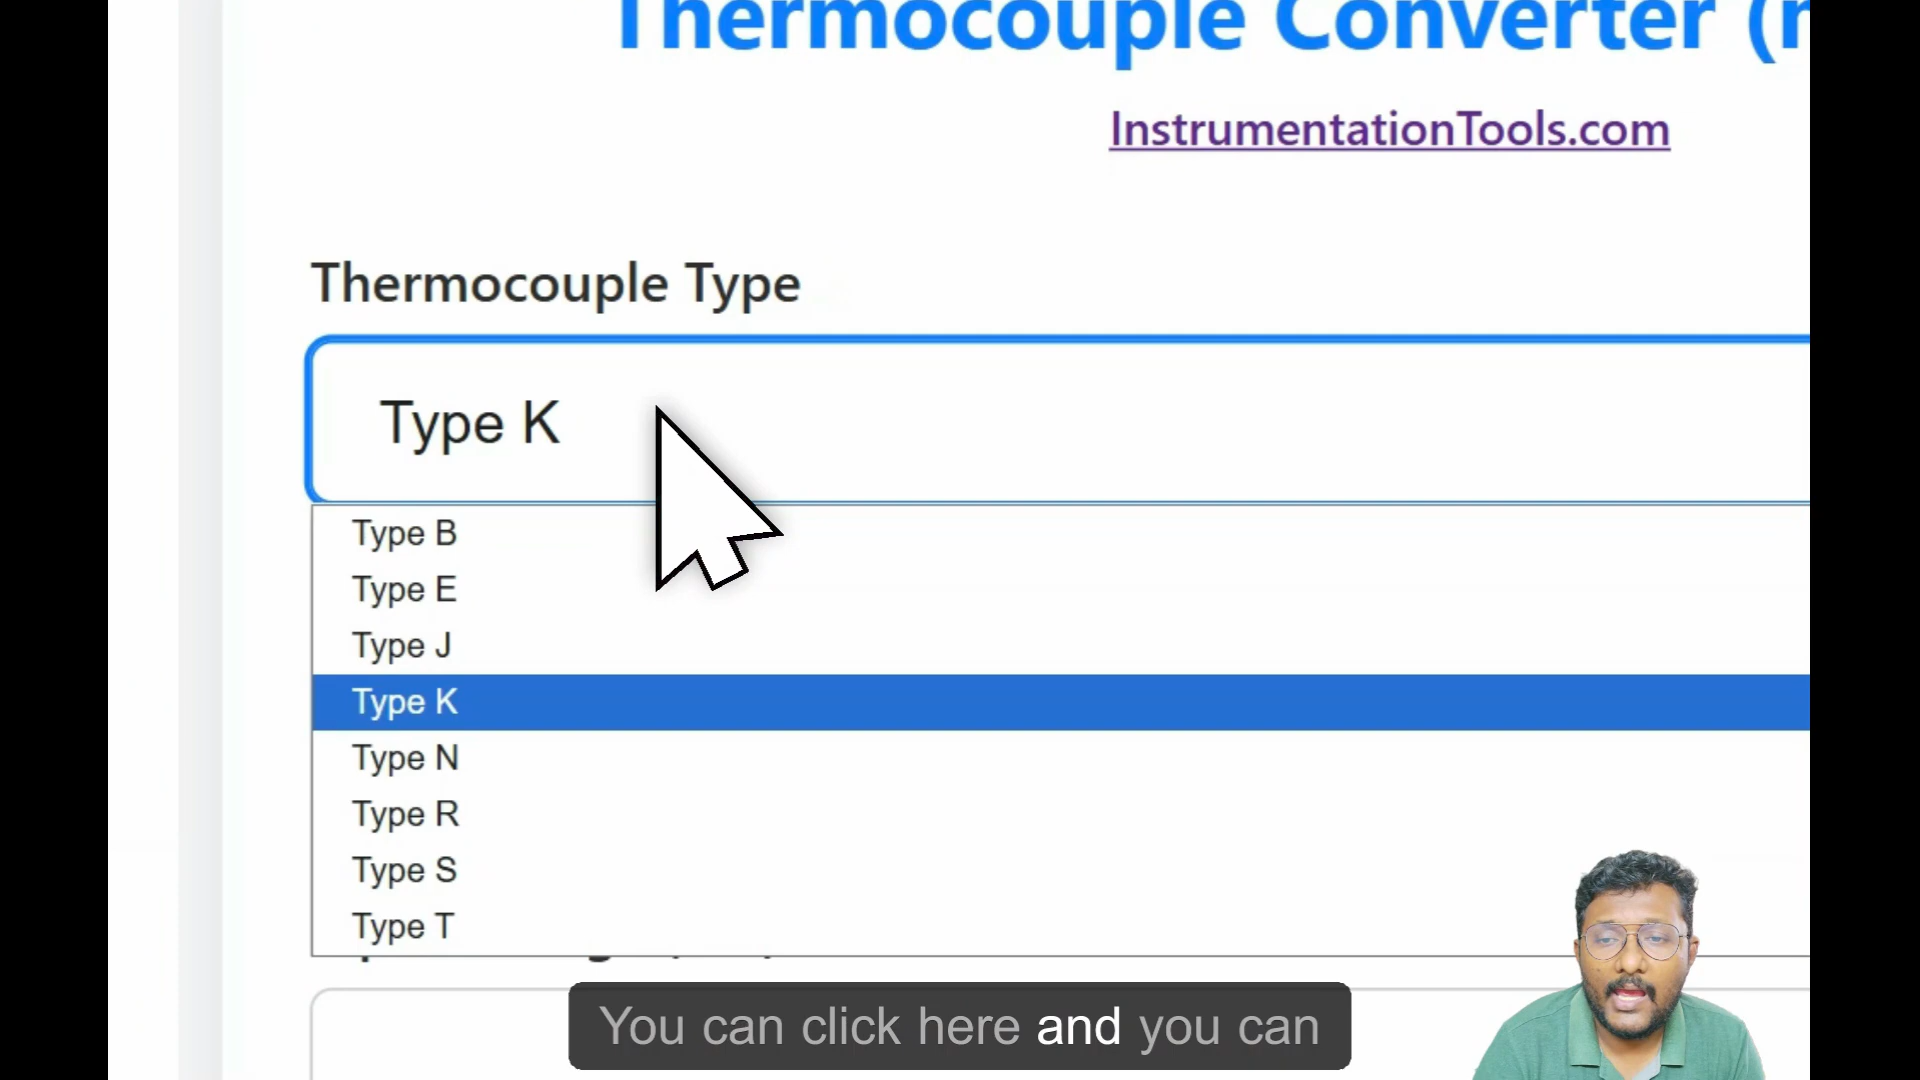 Thermocouple Converter (
InstrumentationTools.com
Thermocouple Type
Type K
Type B
Type E
Type J
Type K
Type N
Type R
Type S
Type T
You can click here and you can